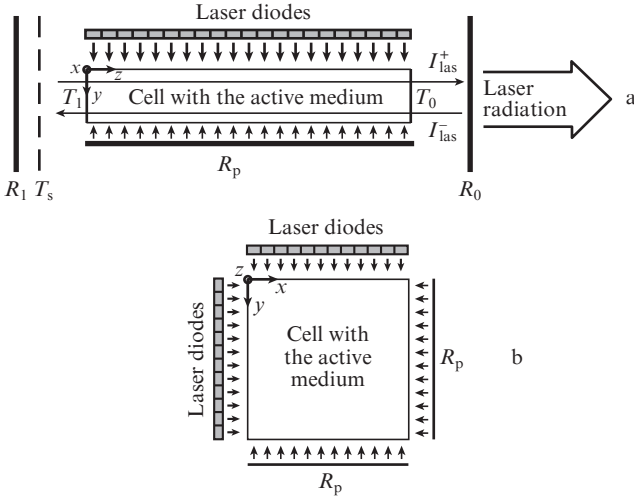 Laser diodes
x
z
y
I⁺las
T₁
Cell with the active medium
T₀
Laser
radiation
a
I⁻las
Rₚ
R₁
Tₛ
R₀
Laser diodes
z
x
y
Laser diodes
Cell with
the active
medium
Rₚ
b
Rₚ